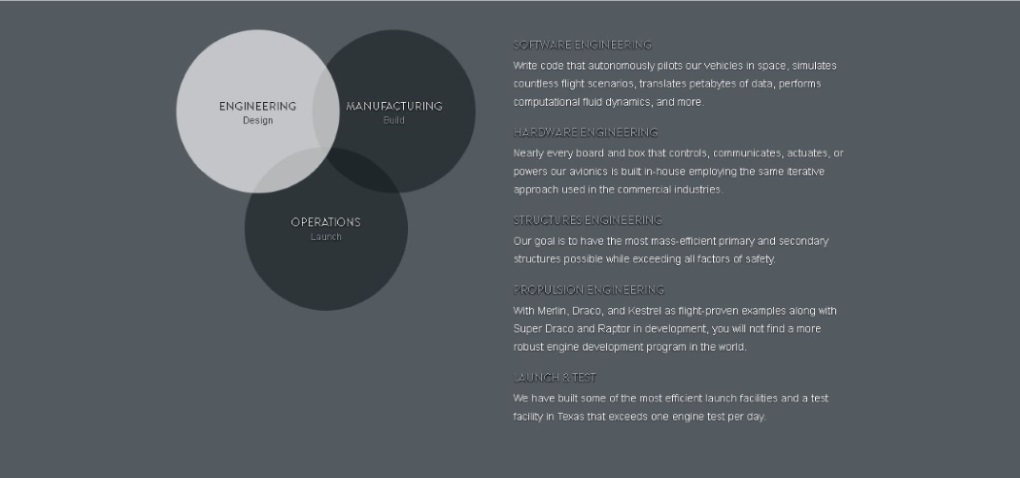 ENGINEERING
Design
MANUFACTURING
Build
OPERATIONS
Launch
SOFTWARE ENGINEERING
Write code that autonomously pilots our vehicles in space, simulates
countless flight scenarios, translates petabytes of data, performs
computational fluid dynamics, and more.
HARDWARE ENGINEERING
Nearly every board and box that controls, communicates, actuates, or
powers our avionics is built in-house employing the same iterative
approach used in the commercial industries.
STRUCTURES ENGINEERING
Our goal is to have the most mass-efficient primary and secondary
structures possible while exceeding all factors of safety.
PROPULSION ENGINEERING
With Merlin, Draco, and Kestrel as flight-proven examples along with
Super Draco and Raptor in development, you will not find a more
robust engine development program in the world.
LAUNCH & TEST
We have built some of the most efficient launch facilities and a test
facility in Texas that exceeds one engine test per day.